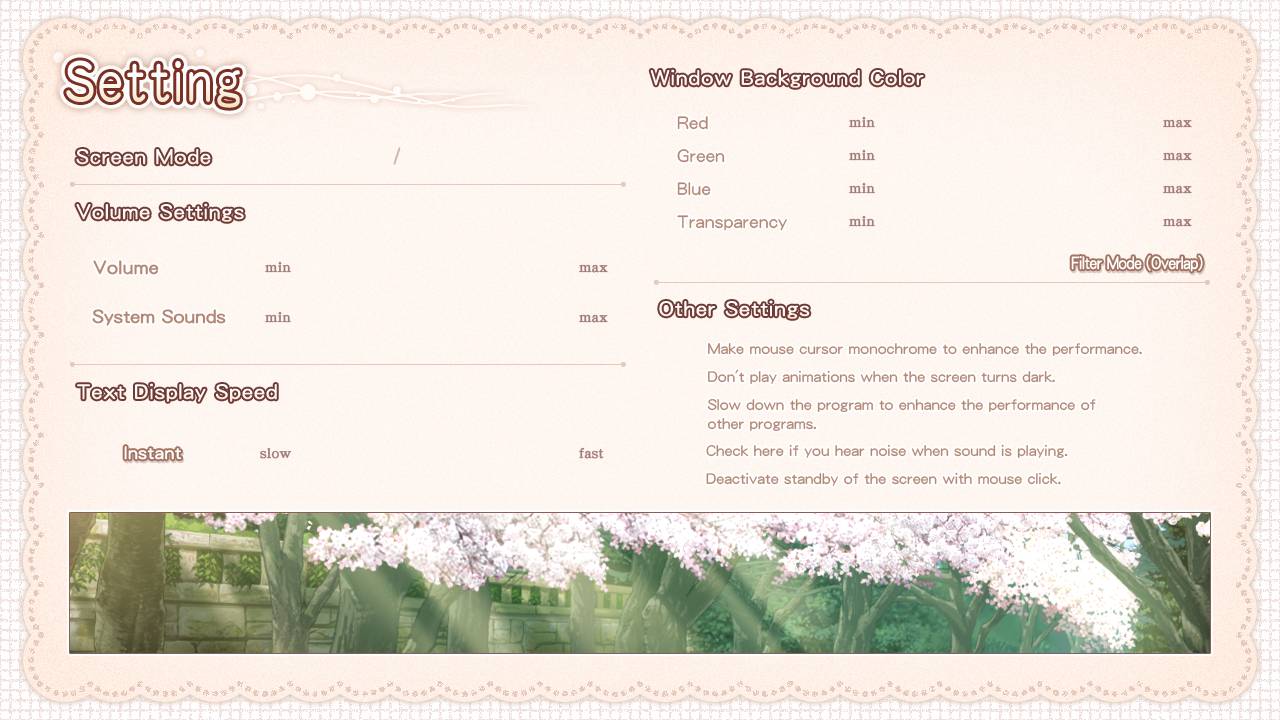 Setting
Screen Mode /
Volume Settings
Volume min max
System Sounds min max
Text Display Speed
Instant slow fast
Window Background Color
Red min max
Green min max
Blue min max
Transparency min max
Filter Mode (Overlap)
Other Settings
Make mouse cursor monochrome to enhance the performance.
Don't play animations when the screen turns dark.
Slow down the program to enhance the performance of
other programs.
Check here if you hear noise when sound is playing.
Deactivate standby of the screen with mouse click.